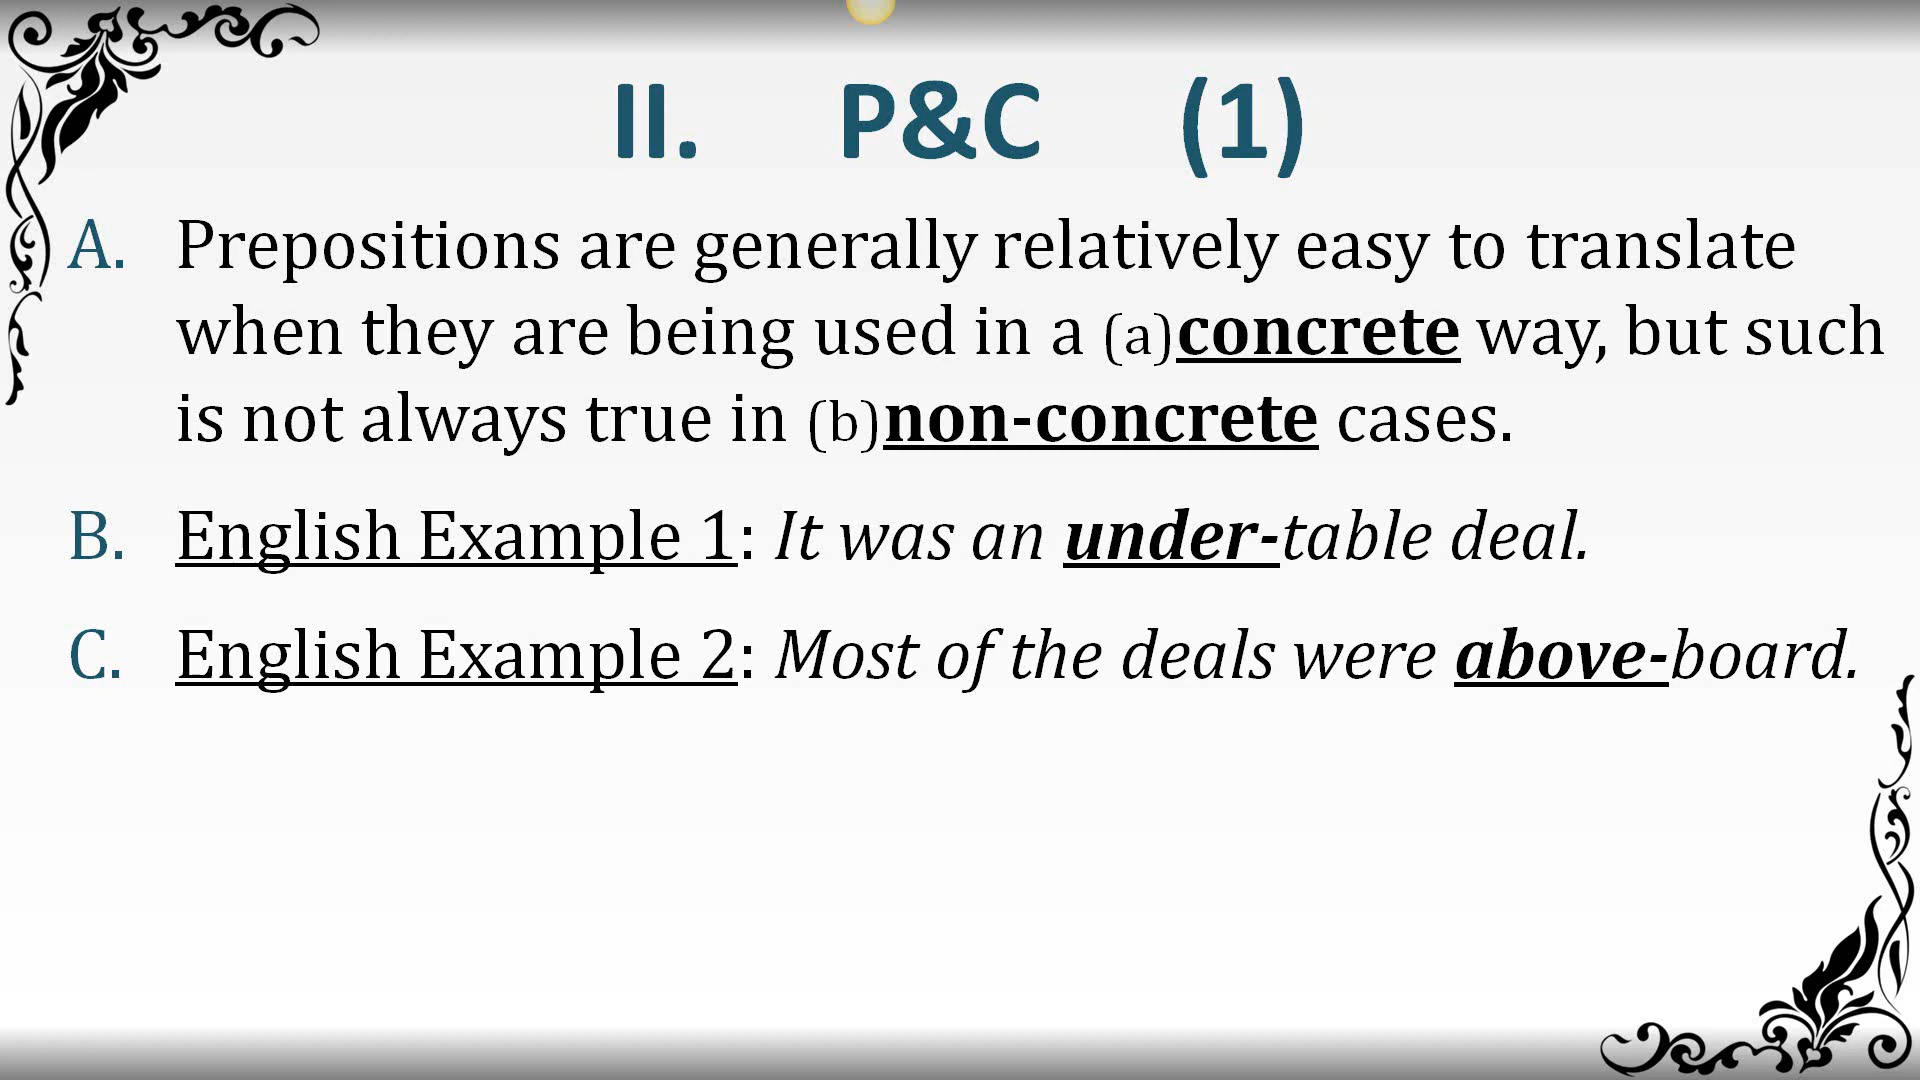 II. P&C (1)
A. Prepositions are generally relatively easy to translate
when they are being used in a (a)concrete way, but such
is not always true in (b)non-concrete cases.
B. English Example 1: It was an under-table deal.
C. English Example 2: Most of the deals were above-board.